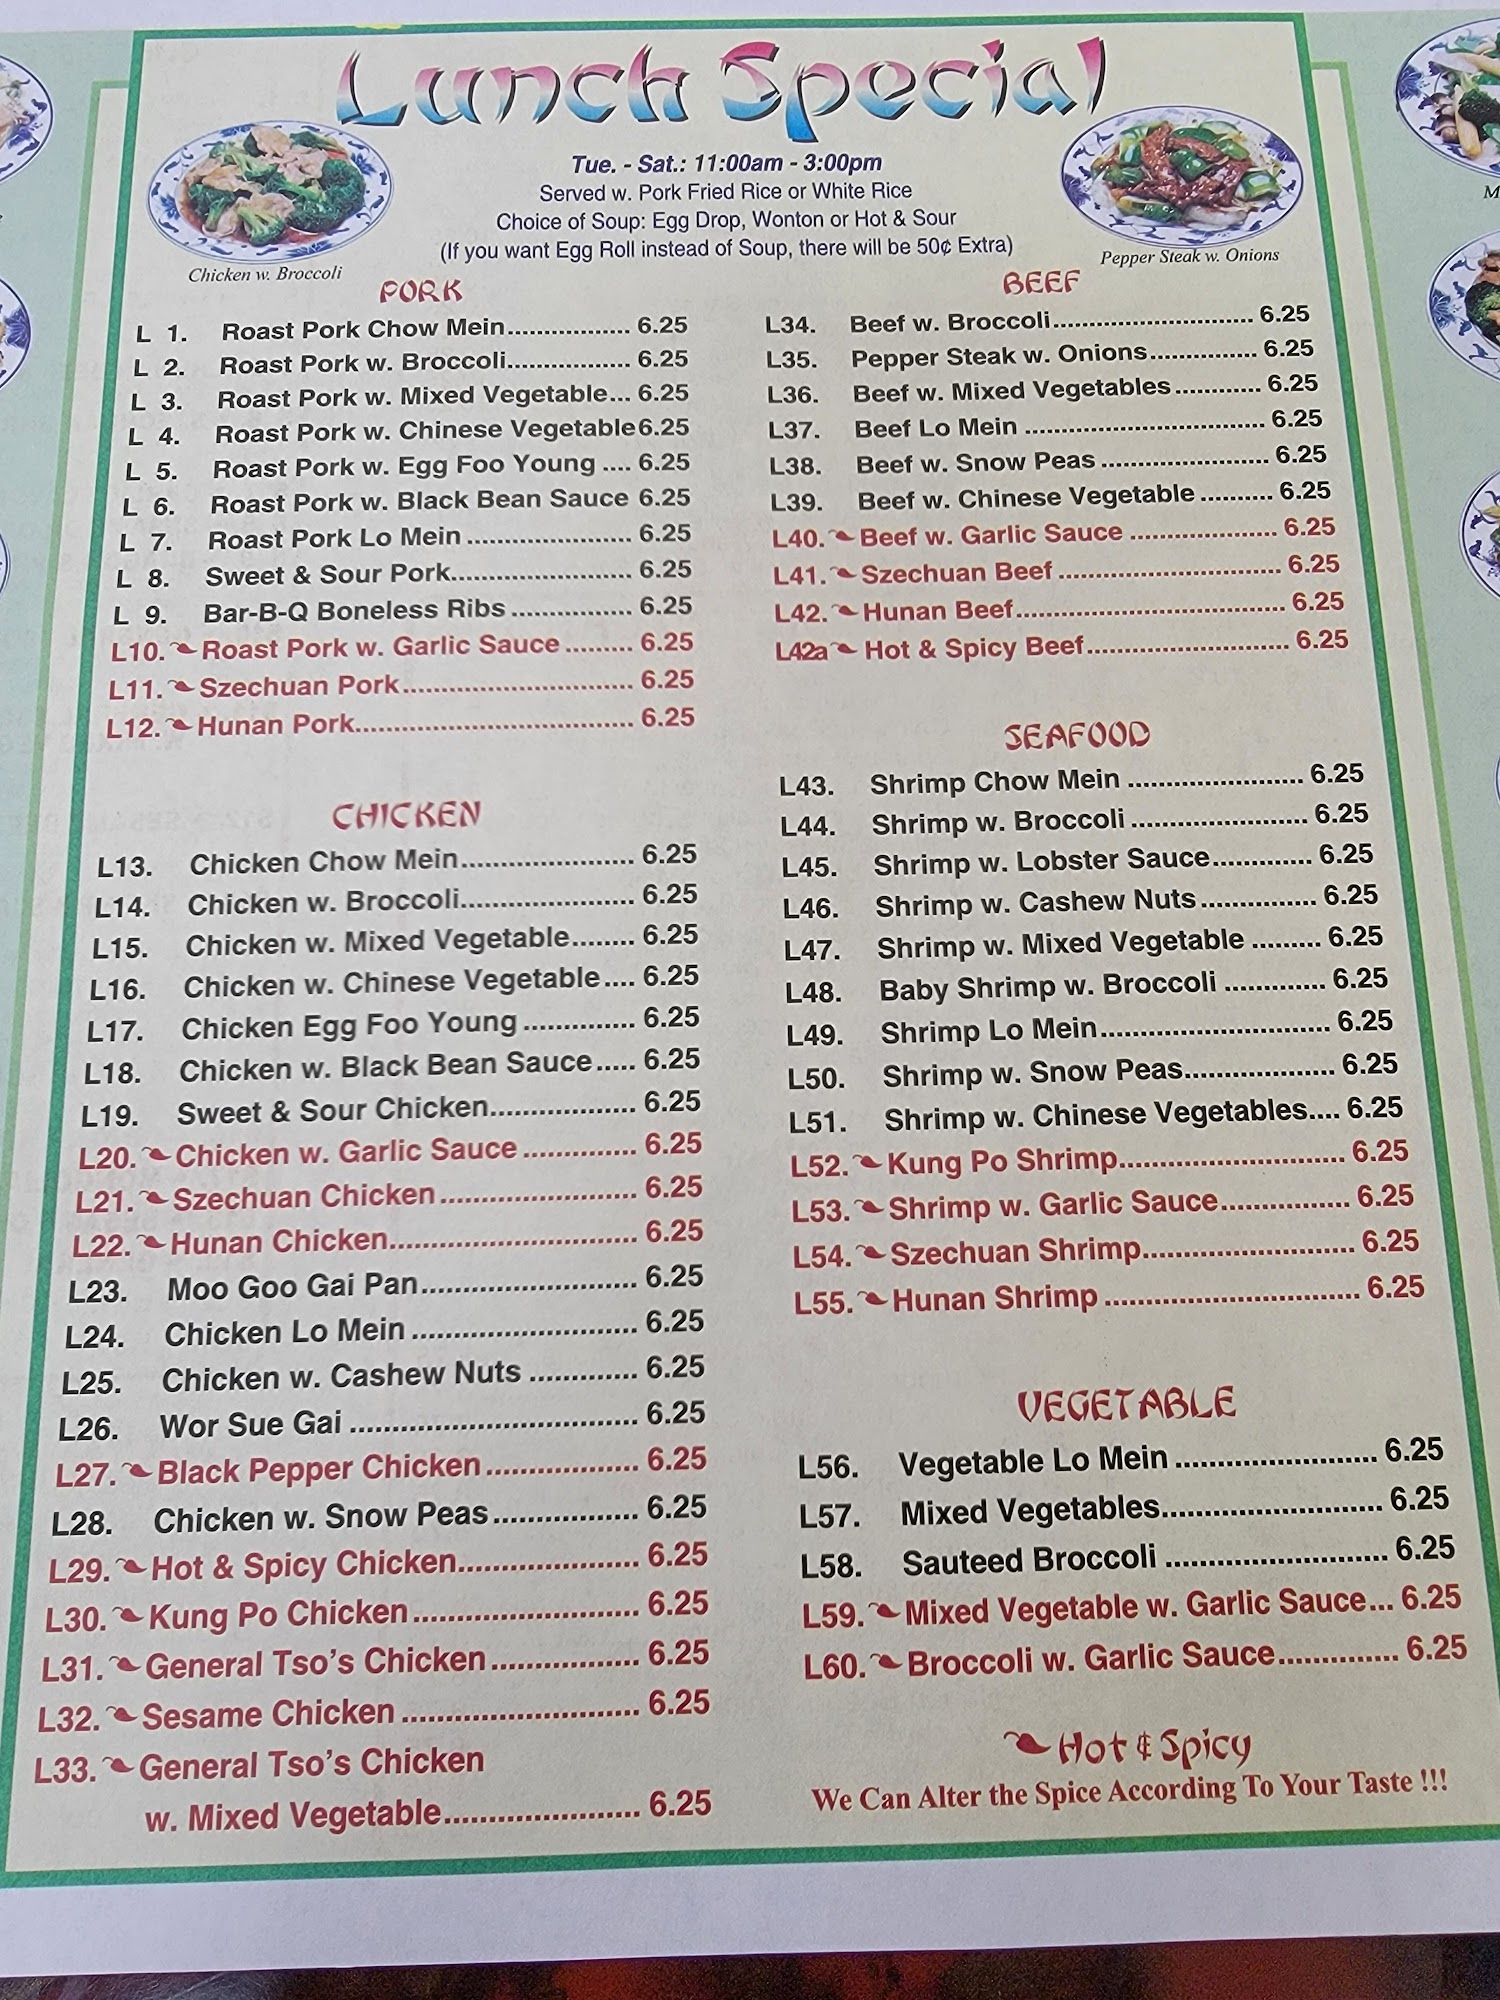 Lunch Special
Tue. - Sat.: 11:00am - 3:00pm
Served w. Pork Fried Rice or White Rice
Choice of Soup: Egg Drop, Wonton or Hot & Sour
(If you want Egg Roll instead of Soup, there will be 50¢ Extra)
Chicken w. Broccoli
Pepper Steak w. Onions
PORK
L 1. Roast Pork Chow Mein................. 6.25
L 2. Roast Pork w. Broccoli................. 6.25
L 3. Roast Pork w. Mixed Vegetable... 6.25
L 4. Roast Pork w. Chinese Vegetable 6.25
L 5. Roast Pork w. Egg Foo Young .... 6.25
L 6. Roast Pork w. Black Bean Sauce 6.25
L 7. Roast Pork Lo Mein ....................... 6.25
L 8. Sweet & Sour Pork......................... 6.25
L 9. Bar-B-Q Boneless Ribs ................. 6.25
L10. Roast Pork w. Garlic Sauce ......... 6.25
L11. Szechuan Pork................................ 6.25
L12. Hunan Pork...................................... 6.25
CHICKEN
L13. Chicken Chow Mein...................... 6.25
L14. Chicken w. Broccoli...................... 6.25
L15. Chicken w. Mixed Vegetable........ 6.25
L16. Chicken w. Chinese Vegetable.... 6.25
L17. Chicken Egg Foo Young .............. 6.25
L18. Chicken w. Black Bean Sauce..... 6.25
L19. Sweet & Sour Chicken.................. 6.25
L20. Chicken w. Garlic Sauce .............. 6.25
L21. Szechuan Chicken ........................ 6.25
L22. Hunan Chicken.............................. 6.25
L23. Moo Goo Gai Pan.......................... 6.25
L24. Chicken Lo Mein ........................... 6.25
L25. Chicken w. Cashew Nuts ............. 6.25
L26. Wor Sue Gai .................................. 6.25
L27. Black Pepper Chicken.................. 6.25
L28. Chicken w. Snow Peas................. 6.25
L29. Hot & Spicy Chicken..................... 6.25
L30. Kung Po Chicken .......................... 6.25
L31. General Tso's Chicken................. 6.25
L32. Sesame Chicken ........................... 6.25
L33. General Tso's Chicken
w. Mixed Vegetable....................... 6.25
BEEF
L34. Beef w. Broccoli............................ 6.25
L35. Pepper Steak w. Onions............... 6.25
L36. Beef w. Mixed Vegetables............ 6.25
L37. Beef Lo Mein ................................. 6.25
L38. Beef w. Snow Peas ....................... 6.25
L39. Beef w. Chinese Vegetable .......... 6.25
L40. Beef w. Garlic Sauce .................... 6.25
L41. Szechuan Beef .............................. 6.25
L42. Hunan Beef.................................... 6.25
L42a Hot & Spicy Beef........................... 6.25
SEAFOOD
L43. Shrimp Chow Mein ....................... 6.25
L44. Shrimp w. Broccoli ....................... 6.25
L45. Shrimp w. Lobster Sauce............. 6.25
L46. Shrimp w. Cashew Nuts ............... 6.25
L47. Shrimp w. Mixed Vegetable ......... 6.25
L48. Baby Shrimp w. Broccoli ............. 6.25
L49. Shrimp Lo Mein............................. 6.25
L50. Shrimp w. Snow Peas................... 6.25
L51. Shrimp w. Chinese Vegetables.... 6.25
L52. Kung Po Shrimp............................ 6.25
L53. Shrimp w. Garlic Sauce................ 6.25
L54. Szechuan Shrimp.......................... 6.25
L55. Hunan Shrimp ............................... 6.25
VEGETABLE
L56. Vegetable Lo Mein ........................ 6.25
L57. Mixed Vegetables.......................... 6.25
L58. Sauteed Broccoli .......................... 6.25
L59. Mixed Vegetable w. Garlic Sauce... 6.25
L60. Broccoli w. Garlic Sauce.............. 6.25
Hot & Spicy
We Can Alter the Spice According To Your Taste !!!